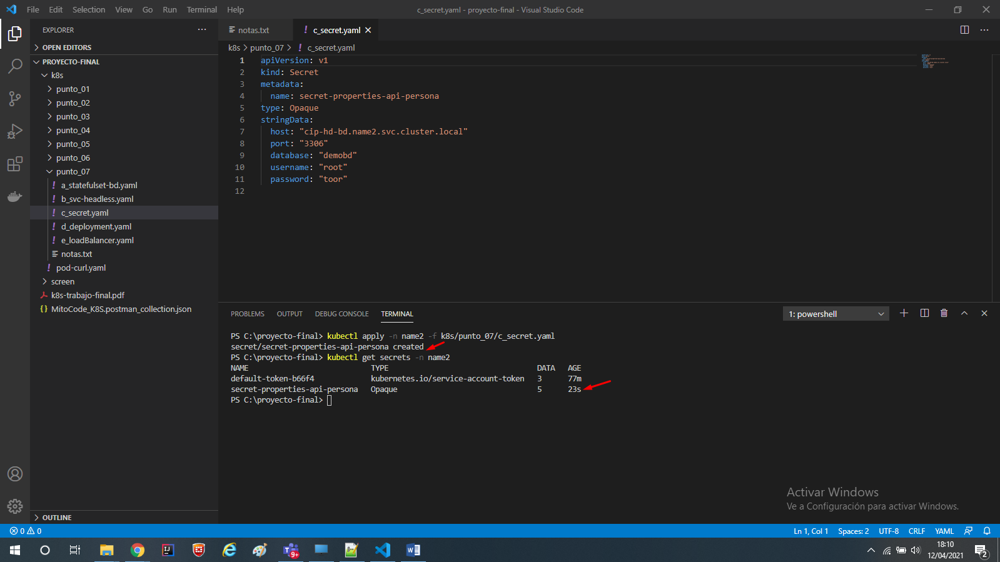 File Edit Selection View Go Run Terminal Help
c_secret.yaml - proyecto-final - Visual Studio Code
EXPLORER
OPEN EDITORS
PROYECTO-FINAL
k8s
punto_01
punto_02
punto_03
punto_04
punto_05
punto_06
punto_07
a_statefulset-bd.yaml
b_svc-headless.yaml
c_secret.yaml
d_deployment.yaml
e_loadBalancer.yaml
notas.txt
pod-curl.yaml
screen
k8s-trabajo-final.pdf
MitoCode_K8S.postman_collection.json
OUTLINE
notas.txt
c_secret.yaml
k8s > punto_07 > c_secret.yaml
1 apiVersion: v1
2 kind: Secret
3 metadata:
4 name: secret-properties-api-persona
5 type: Opaque
6 stringData:
7 host: "cip-hd-bd.name2.svc.cluster.local"
8 port: "3306"
9 database: "demobd"
10 username: "root"
11 password: "toor"
12
PROBLEMS OUTPUT DEBUG CONSOLE TERMINAL
1: powershell
PS C:\proyecto-final> kubectl apply -n name2 -f k8s/punto_07/c_secret.yaml
secret/secret-properties-api-persona created
PS C:\proyecto-final> kubectl get secrets -n name2
NAME TYPE DATA AGE
default-token-b66f4 kubernetes.io/service-account-token 3 77m
secret-properties-api-persona Opaque 5 23s
PS C:\proyecto-final>
Activar Windows
Ve a Configuración para activar Windows.
0 0
Ln 1, Col 1 Spaces: 2 UTF-8 CRLF YAML
9+
18:10
12/04/2021
2